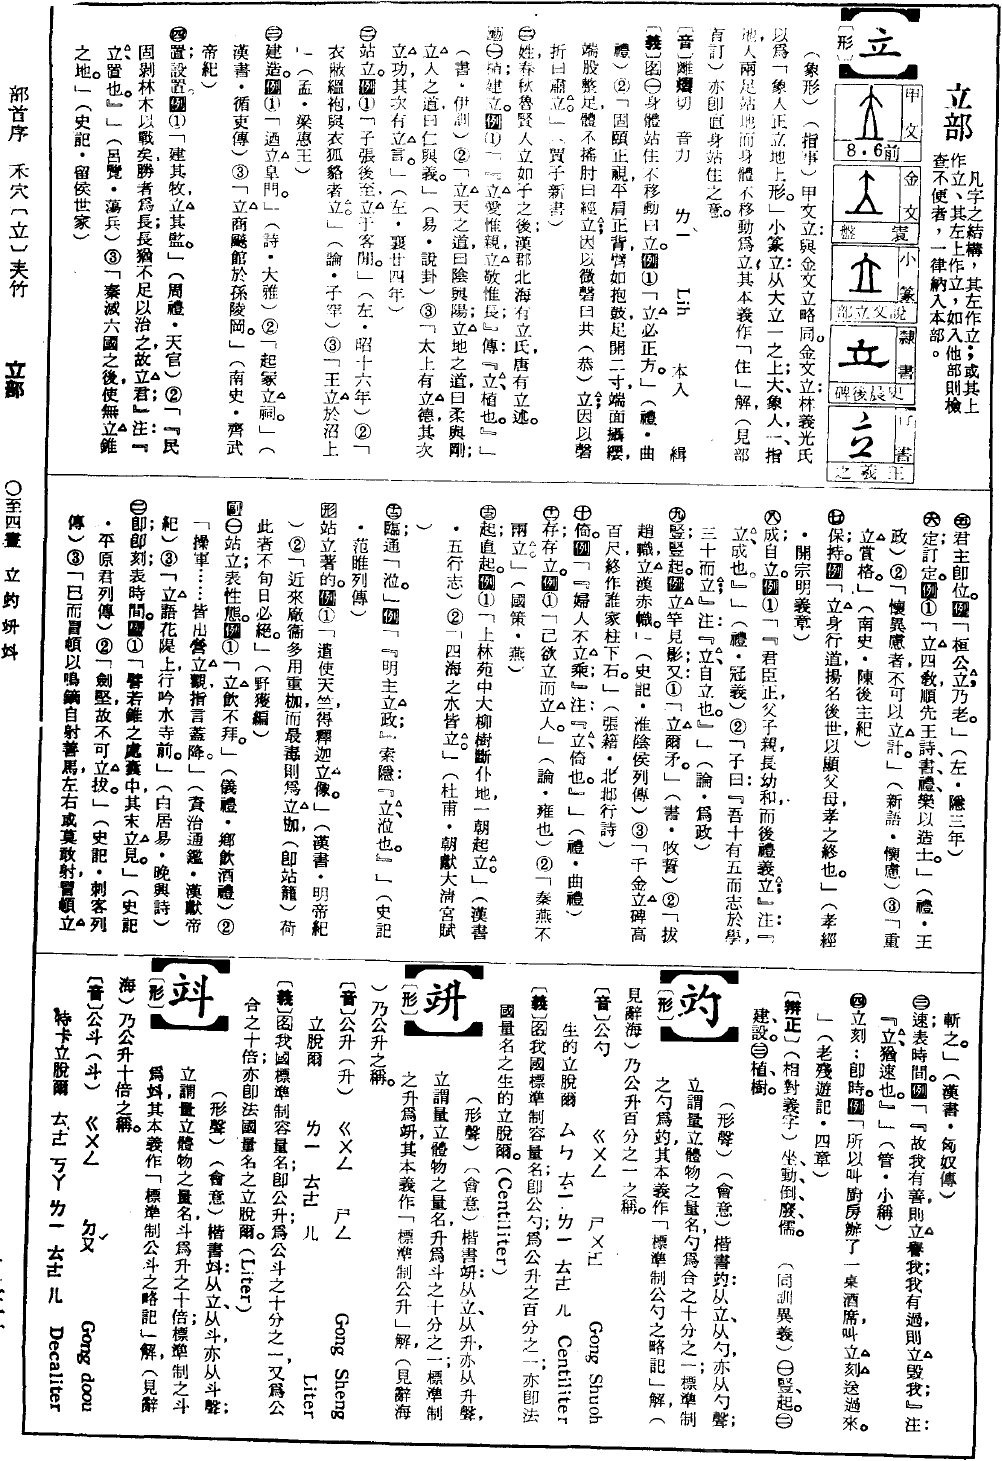 立部
凡字之結構，其左作立；或其上
作立、其左上作立，如入他部則檢
查不便者，一律納入本部。
甲文 前8·6
金文 盤
小篆 說文立部
隸書 史晨後碑
行書 王羲之
【立】
〔形〕（象形）（指事）甲文立與金文立略同。金文立：林義光氏
以為「象人正立地上形。」小篆立：从大立一之上，大象人，一指
地，人兩足站地而身體不移動為立；其本義作「住」解，（見部
首訂）亦即直身站住之意。
〔音〕離熠切 音力 ㄌㄧˋ Lih 本入 緝
〔義〕㊀身體站住不移動曰立。例①「立必正方。」（禮·曲
禮）②「固頤正視，平肩正背，臂如抱鼓，足開二寸，端面攝纓，
端股整足，體不搖肘，曰經立；因以微磬曰共（恭）立；因以磬
折曰肅立。」（賈子新書）
㊁姓，春秋魯賢人立如子之後；漢郡北海有立氏；唐有立述。
㊀樹；建立。例①「『立愛惟親，立敬惟長。』傳：『立，植也。』」
（書·伊訓）②「立天之道曰陰與陽；立地之道曰柔與剛；
立人之道曰仁與義。」（易·說卦）③「太上有立德，其次
立功，其次有立言。」（左·襄廿四年）
㊁站立。例①「子張後至，立于客閒。」（左·昭十六年）②「
衣敝縕袍，與衣狐貉者立。」（論·子罕）③「王立於沼上
。」（孟·梁惠王）
㊂建造。例①「迺立皐門。」（詩·大雅）②「起冢立祠。」（
漢書·循吏傳）③「立商飈館於孫陵岡。」（南史·齊武
帝紀）
㊃置；設置。例①「建其牧，立其監。」（周禮·天官）②「『民
固剝林木以戰矣，勝者爲長；長猶不足以治之，故立君。』注：『
立，置也。』」（呂覽·蕩兵）③「秦滅六國之後，使無立錐
之地。」（史記·留侯世家）
㊄君主即位。例「桓公立，乃老。」（左·隱三年）
㊅定；訂定。例①「立四敎，順先王詩、書、禮、樂以造士。」（禮·王
政）②「懷異慮者不可以立計。」（新語·懷慮）③「重
立賞格。」（南史·陳後主紀）
㊆保持。例「立身行道，揚名後世，以顯父母，孝之終也。」（孝經
·開宗明義章）
㊇成；自立。例①「『君臣正，父子親，長幼和，而後禮義立；』注：『
立，成也。』」（禮·冠義）②「子曰：『吾十有五而志於學，
三十而立。』注：『立，自立也。』」（論·爲政）
㊈豎；豎起。例「立竿見影」又①「立爾矛。」（書·牧誓）②「拔
趙幟，立漢赤幟。」（史記·淮陰侯列傳）③「千金立碑高
百尺，終作誰家柱下石。」（張籍·北邙行詩）
㊉倚。例「『婦人不立乘。』注：『立，倚也。』」（禮·曲禮）
存；存立。例①「己欲立而立人。」（論·雍也）②「秦燕不
兩立。」（國策·燕）
起；直起。例①「上林苑中大柳樹斷仆地，一朝起立。」（漢書
·五行志）②「四海之水皆立。」（杜甫·朝獻大淸宮賦
）
臨；通「涖。」例「『明主立政。』索隱：『立，涖也。』」（史記
·范雎列傳）
形站立著的。例①「遣使天竺，得釋迦立像。」（漢書·明帝紀
）②「近來廠衞多用重枷，而最毒則爲立枷，（即站籠）荷
此者不旬日必絕。」（野獲編）
副㊀站立；表性態。例①「立飲不拜。」（儀禮·鄉飲酒禮）②
「操軍……皆出營立觀，指言蓋降。」（資治通鑑·漢獻帝
紀）③「立語花隄上，行吟水寺前。」（白居易·晚興詩）
㊁即；即刻；表時間。例①「譬若錐之處囊中，其末立見。」（史記
·平原君列傳）②「劍堅，故不可立拔。」（史記·刺客列
傳）③「已而冒頓以鳴鏑自射善馬，左右或莫敢射，冒頓立
斬之。」（漢書·匈奴傳）
㊂速；表時間。例「『故我有善則立譽我；我有過則立毀我；』注：
『立，猶速也。』」（管·小稱）
㊃立刻：即時。例「所以叫廚房辦了一桌酒席，叫立刻送過來。
」（老殘遊記·四章）
〔辨正〕（相對義字）坐、動、倒、廢、懦。（同訓異義）㊀豎起。㊁
建設。㊂植樹。
【竍】
〔形〕（形聲）（會意）楷書竍：从立、从勺，亦从勺聲；
立謂量立體物之量名，勺爲合之十分之一；標準制
之勺爲竍；其本義作「標準制公勺之略記」解，（
見辭海）乃公升百分之一之稱。
〔音〕公勺 ㄍㄨㄥ ㄕㄨㄛˊ Gong Shuoh
生的立脫爾 ㄙㄣ ㄊㄧ·ㄌㄧ ㄊㄜ ㄦ Centiliter
〔義〕我國標準制容量名，即公勺；爲公升之百分之一；亦即法
國量名之生的立脫爾。（Centiliter）
【竔】
〔形〕（形聲）（會意）楷書竔：从立、从升，亦从升聲，
立謂量立體物之量名，升爲斗之十分之一；標準制
之升爲竔；其本義作「標準制公升」解，（見辭海
）乃公升之稱。
〔音〕公升（升） ㄍㄨㄥ ㄕㄥ Gong Sheng
立脫爾 ㄌㄧ ㄊㄜ ㄦ Liter
〔義〕我國標準制容量名，即公升；爲公斗之十分之一，又爲公
合之十倍；亦即法國量名之立脫爾。（Liter）
【䇆】
〔形〕（形聲）（會意）楷書䇆：从立、从斗，亦从斗聲；
立謂量立體物之量名，斗爲升之十倍；標準制之斗
爲䇆；其本義作「標準制公斗之略記」解，（見辭
海）乃公升十倍之稱。
〔音〕公斗（斗） ㄍㄨㄥ ㄉㄡˇ Gong doou
特卡立脫爾 ㄊㄜ ㄎㄚ ㄌㄧ ㄊㄜ ㄦ Decaliter
部首序 禾穴〔立〕耒竹 立部 ○至四畫 立竍竔䇆